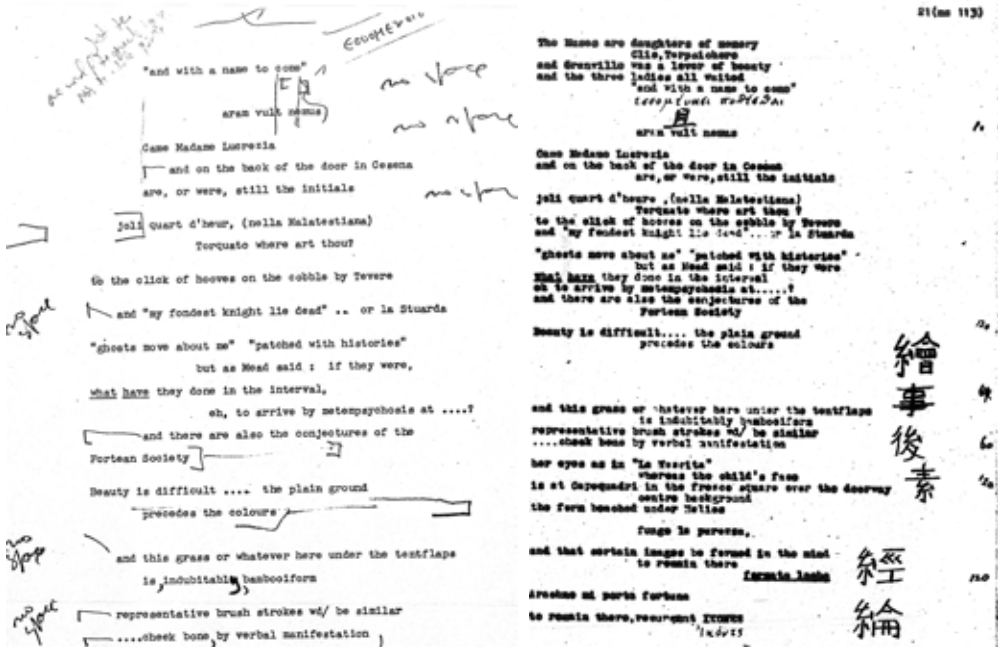 EUDOMENOIO
"and with a name to come"
no space
aram vult nemus
no space
Came Madame Lucrezia
and on the back of the door in Cesena
are, or were, still the initials
no space
joli quart d'heur, (nella Malatestiana)
Torquato where art thou?
to the click of hooves on the cobble by Tevere
no space
and "my fondest knight lie dead" .. or la Stuarda
"ghosts move about me" "patched with histories"
but as Mead said : if they were,
what have they done in the interval,
eh, to arrive by metempsychosis at ....?
and there are also the conjectures of the
Fortean Society
Beauty is difficult .... the plain ground
precedes the colours
no space
and this grass or whatever here under the tentflaps
is, indubitably, bambooiform
no space
representative brush strokes wd/ be similar
....cheek bone, by verbal manifestation,
21(ms 113)
The Muses are daughters of memory
Clio, Terpsichore
and Granville was a lover of beauty
and the three ladies all waited
"and with a name to come"
aram vult nemus
Came Madame Lucrezia
and on the back of the door in Cesena
are, or were, still the initials
joli quart d'heure ,(nella Malatestiana)
Torquato where art thou ?
to the click of hooves on the cobble by Tevere
and "my fondest knight lie dead"....or la Stuarda
"ghosts move about me" "patched with histories"
but as Mead said : if they were
What have they done in the interval
eh to arrive by metempsychosis at.....?
and there are also the conjectures of the
Fortean Society
Beauty is difficult.... the plain ground
precedes the colours
繪
事
後
素
and this grass or whatever here under the tentflaps
is indubitably bambooiform
representative brush strokes wd/ be similar
....cheek bone by verbal manifestation
her eyes as in "La Nascita"
whereas the child's face
is at Capoquadri in the fresco square over the doorway
centre background
the form beached under Helios
funge la purezza,
and that certain images be formed in the mind
to remain there
formato locho
Arachne mi porta fortuna
to remain there, resurgent ΕΙΚΟΝΕΣ
經
綸